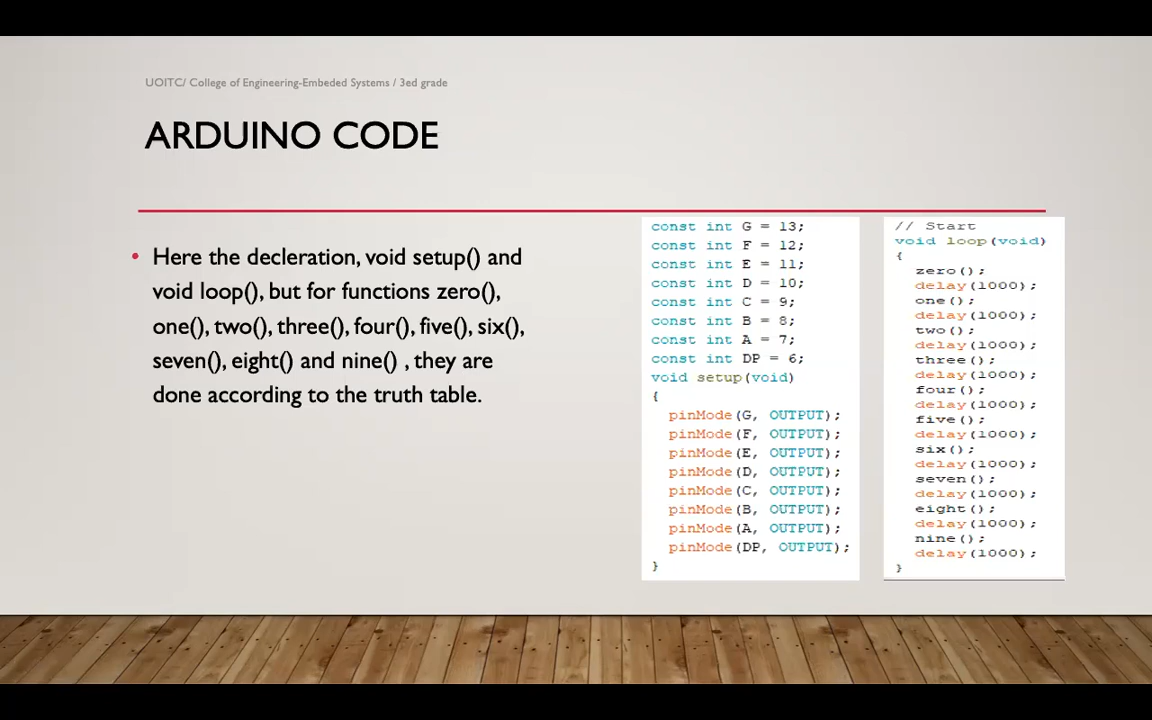 UOITC/ College of Engineering-Embeded Systems / 3ed grade
ARDUINO CODE
• Here the decleration, void setup() and
void loop(), but for functions zero(),
one(), two(), three(), four(), five(), six(),
seven(), eight() and nine() , they are
done according to the truth table.
const int G = 13;
const int F = 12;
const int E = 11;
const int D = 10;
const int C = 9;
const int B = 8;
const int A = 7;
const int DP = 6;
void setup(void)
{
pinMode(G, OUTPUT);
pinMode(F, OUTPUT);
pinMode(E, OUTPUT);
pinMode(D, OUTPUT);
pinMode(C, OUTPUT);
pinMode(B, OUTPUT);
pinMode(A, OUTPUT);
pinMode(DP, OUTPUT);
}
// Start
void loop(void)
{
zero();
delay(1000);
one();
delay(1000);
two();
delay(1000);
three();
delay(1000);
four();
delay(1000);
five();
delay(1000);
six();
delay(1000);
seven();
delay(1000);
eight();
delay(1000);
nine();
delay(1000);
}